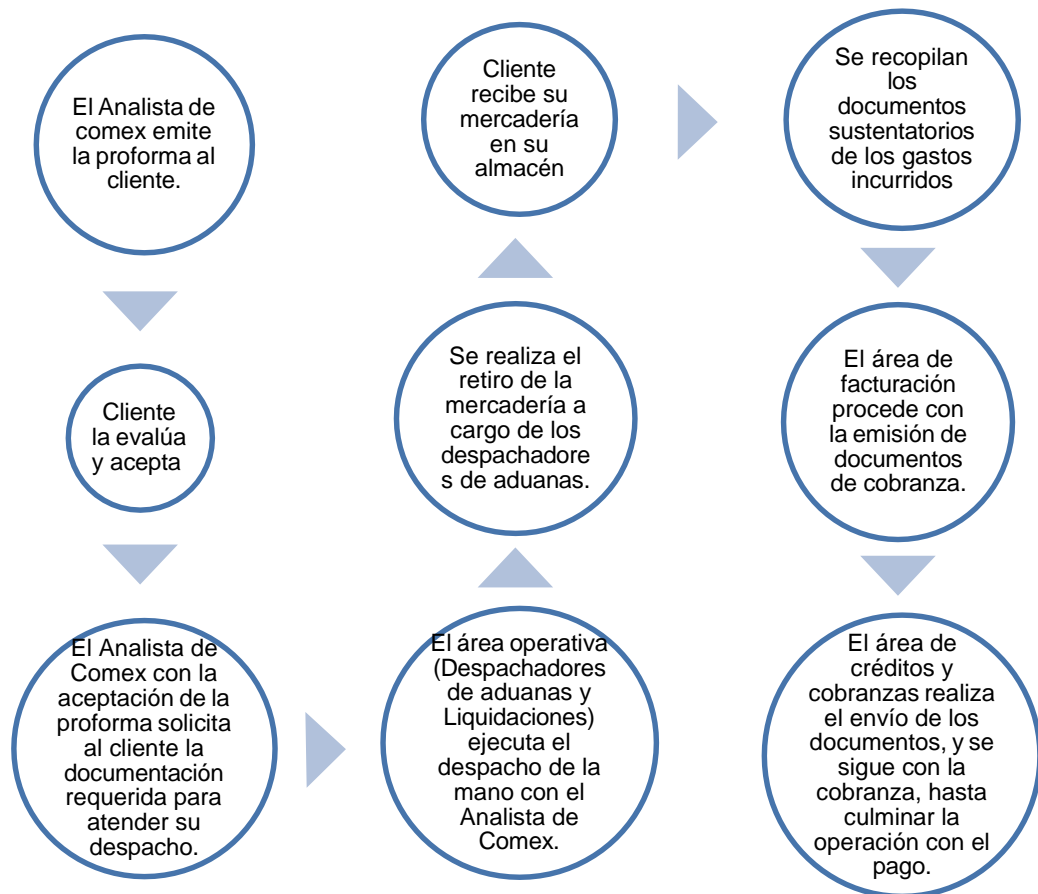 El Analista de
comex emite
la proforma al
cliente.
Cliente
la evalúa
y acepta
El Analista de
Comex con la
aceptación de la
proforma solicita
al cliente la
documentación
requerida para
atender su
despacho.
El área operativa
(Despachadores
de aduanas y
Liquidaciones)
ejecuta el
despacho de la
mano con el
Analista de
Comex.
Se realiza el
retiro de la
mercadería a
cargo de los
despachadore
s de aduanas.
Cliente
recibe su
mercadería
en su
almacén
Se recopilan
los
documentos
sustentatorios
de los gastos
incurridos
El área de
facturación
procede con
la emisión de
documentos
de cobranza.
El área de
créditos y
cobranzas realiza
el envío de los
documentos, y se
sigue con la
cobranza, hasta
culminar la
operación con el
pago.